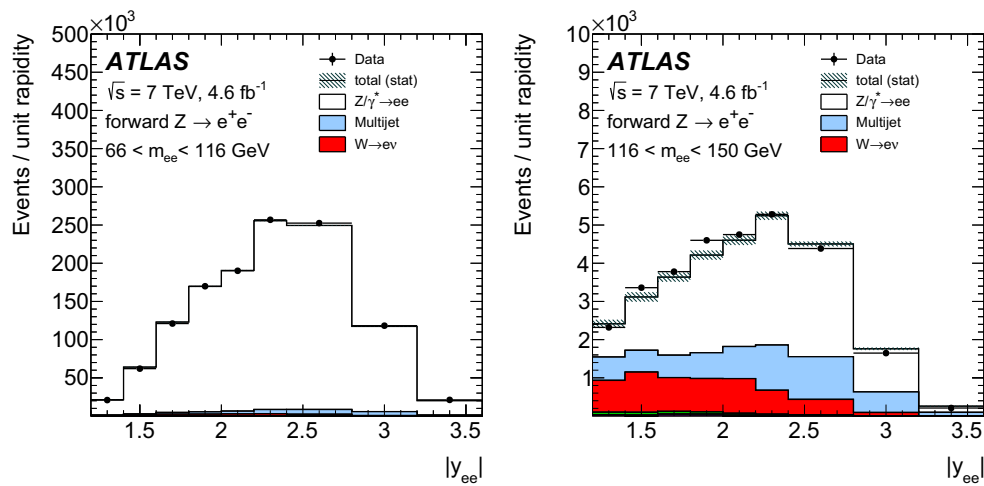 ×10³
Events / unit rapidity
500
450
400
350
300
250
200
150
100
50
ATLAS
√s = 7 TeV, 4.6 fb⁻¹
forward Z → e⁺e⁻
66 < mₑₑ < 116 GeV
Data
total (stat)
Z/γ*→ee
Multijet
W→eν
1.5 2 2.5 3 3.5
|yₑₑ|
×10³
Events / unit rapidity
10
9
8
7
6
5
4
3
2
1
ATLAS
√s = 7 TeV, 4.6 fb⁻¹
forward Z → e⁺e⁻
116 < mₑₑ < 150 GeV
Data
total (stat)
Z/γ*→ee
Multijet
W→eν
1.5 2 2.5 3 3.5
|yₑₑ|